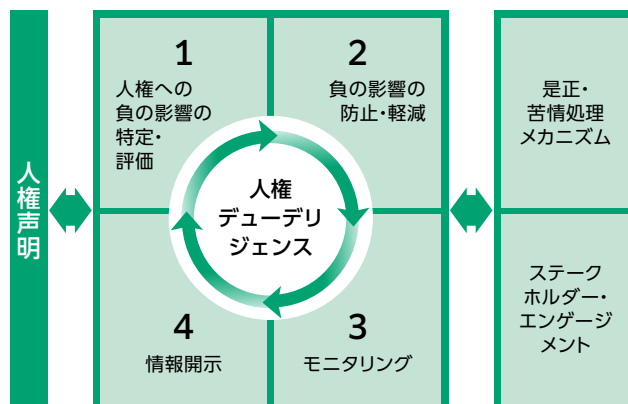 人権声明
1
人権への
負の影響の
特定・
評価
2
負の影響の
防止・軽減
人権
デューデリ
ジェンス
4
情報開示
3
モニタリング
是正・
苦情処理
メカニズム
ステーク
ホルダー・
エンゲージ
メント